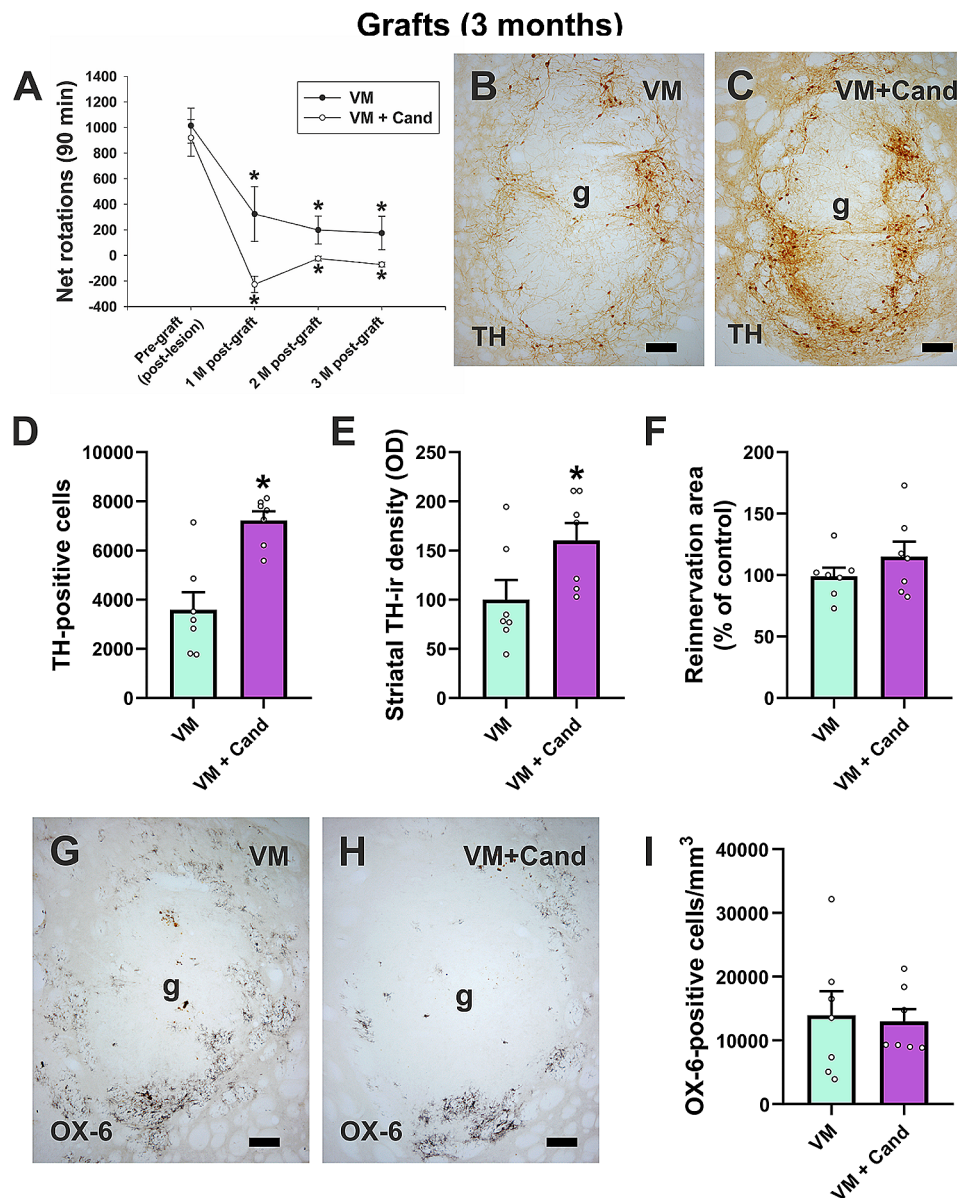 Grafts (3 months)
A
Net rotations (90 min)
1400
1200
1000
800
600
400
200
0
-200
-400
VM
VM + Cand
*
*
*
*
*
*
Pre-graft
(post-lesion)
1 M post-graft
2 M post-graft
3 M post-graft
B
VM
g
TH
C
VM+Cand
g
TH
D
TH-positive cells
10000
8000
6000
4000
2000
0
*
VM
VM + Cand
E
Striatal TH-ir density (OD)
250
200
150
100
50
0
*
VM
VM + Cand
F
Reinnervation area
(% of control)
200
150
100
50
0
VM
VM + Cand
G
VM
g
OX-6
H
VM+Cand
g
OX-6
I
OX-6-positive cells/mm³
40000
30000
20000
10000
0
VM
VM + Cand